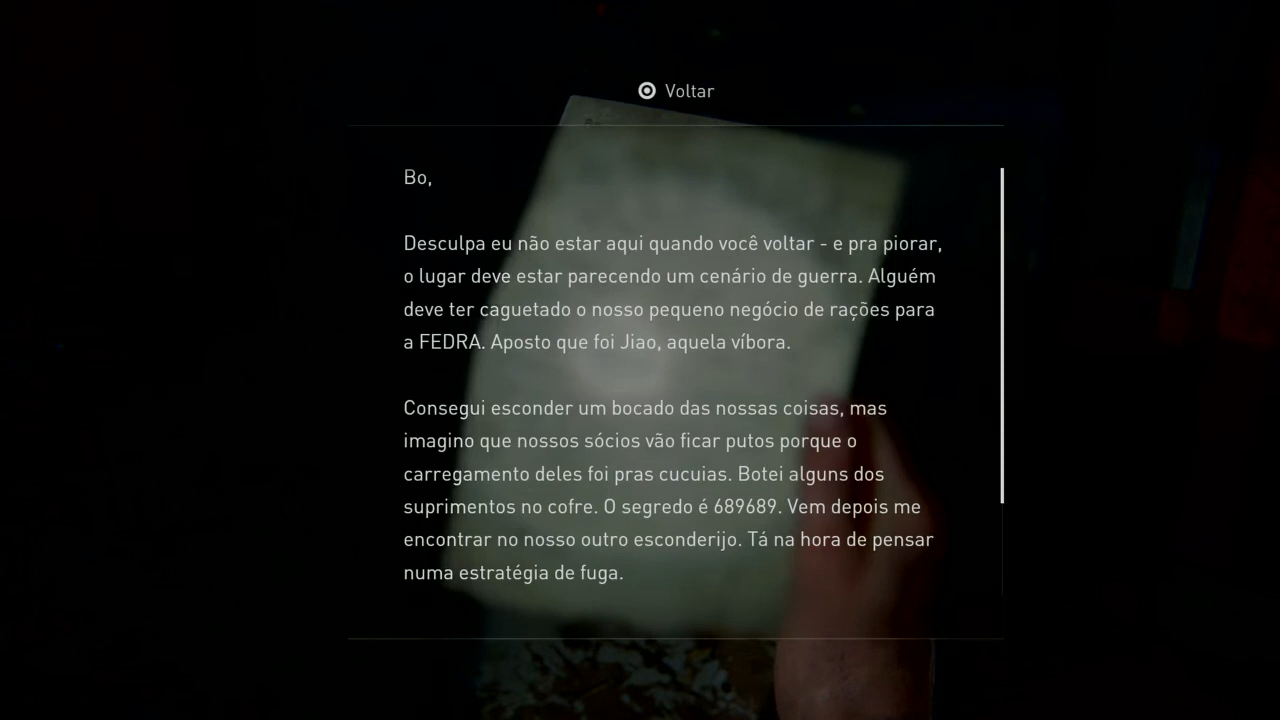 Voltar
Bo,
Desculpa eu não estar aqui quando você voltar - e pra piorar,
o lugar deve estar parecendo um cenário de guerra. Alguém
deve ter caguetado o nosso pequeno negócio de rações para
a FEDRA. Aposto que foi Jiao, aquela víbora.
Consegui esconder um bocado das nossas coisas, mas
imagino que nossos sócios vão ficar putos porque o
carregamento deles foi pras cucuias. Botei alguns dos
suprimentos no cofre. O segredo é 689689. Vem depois me
encontrar no nosso outro esconderijo. Tá na hora de pensar
numa estratégia de fuga.